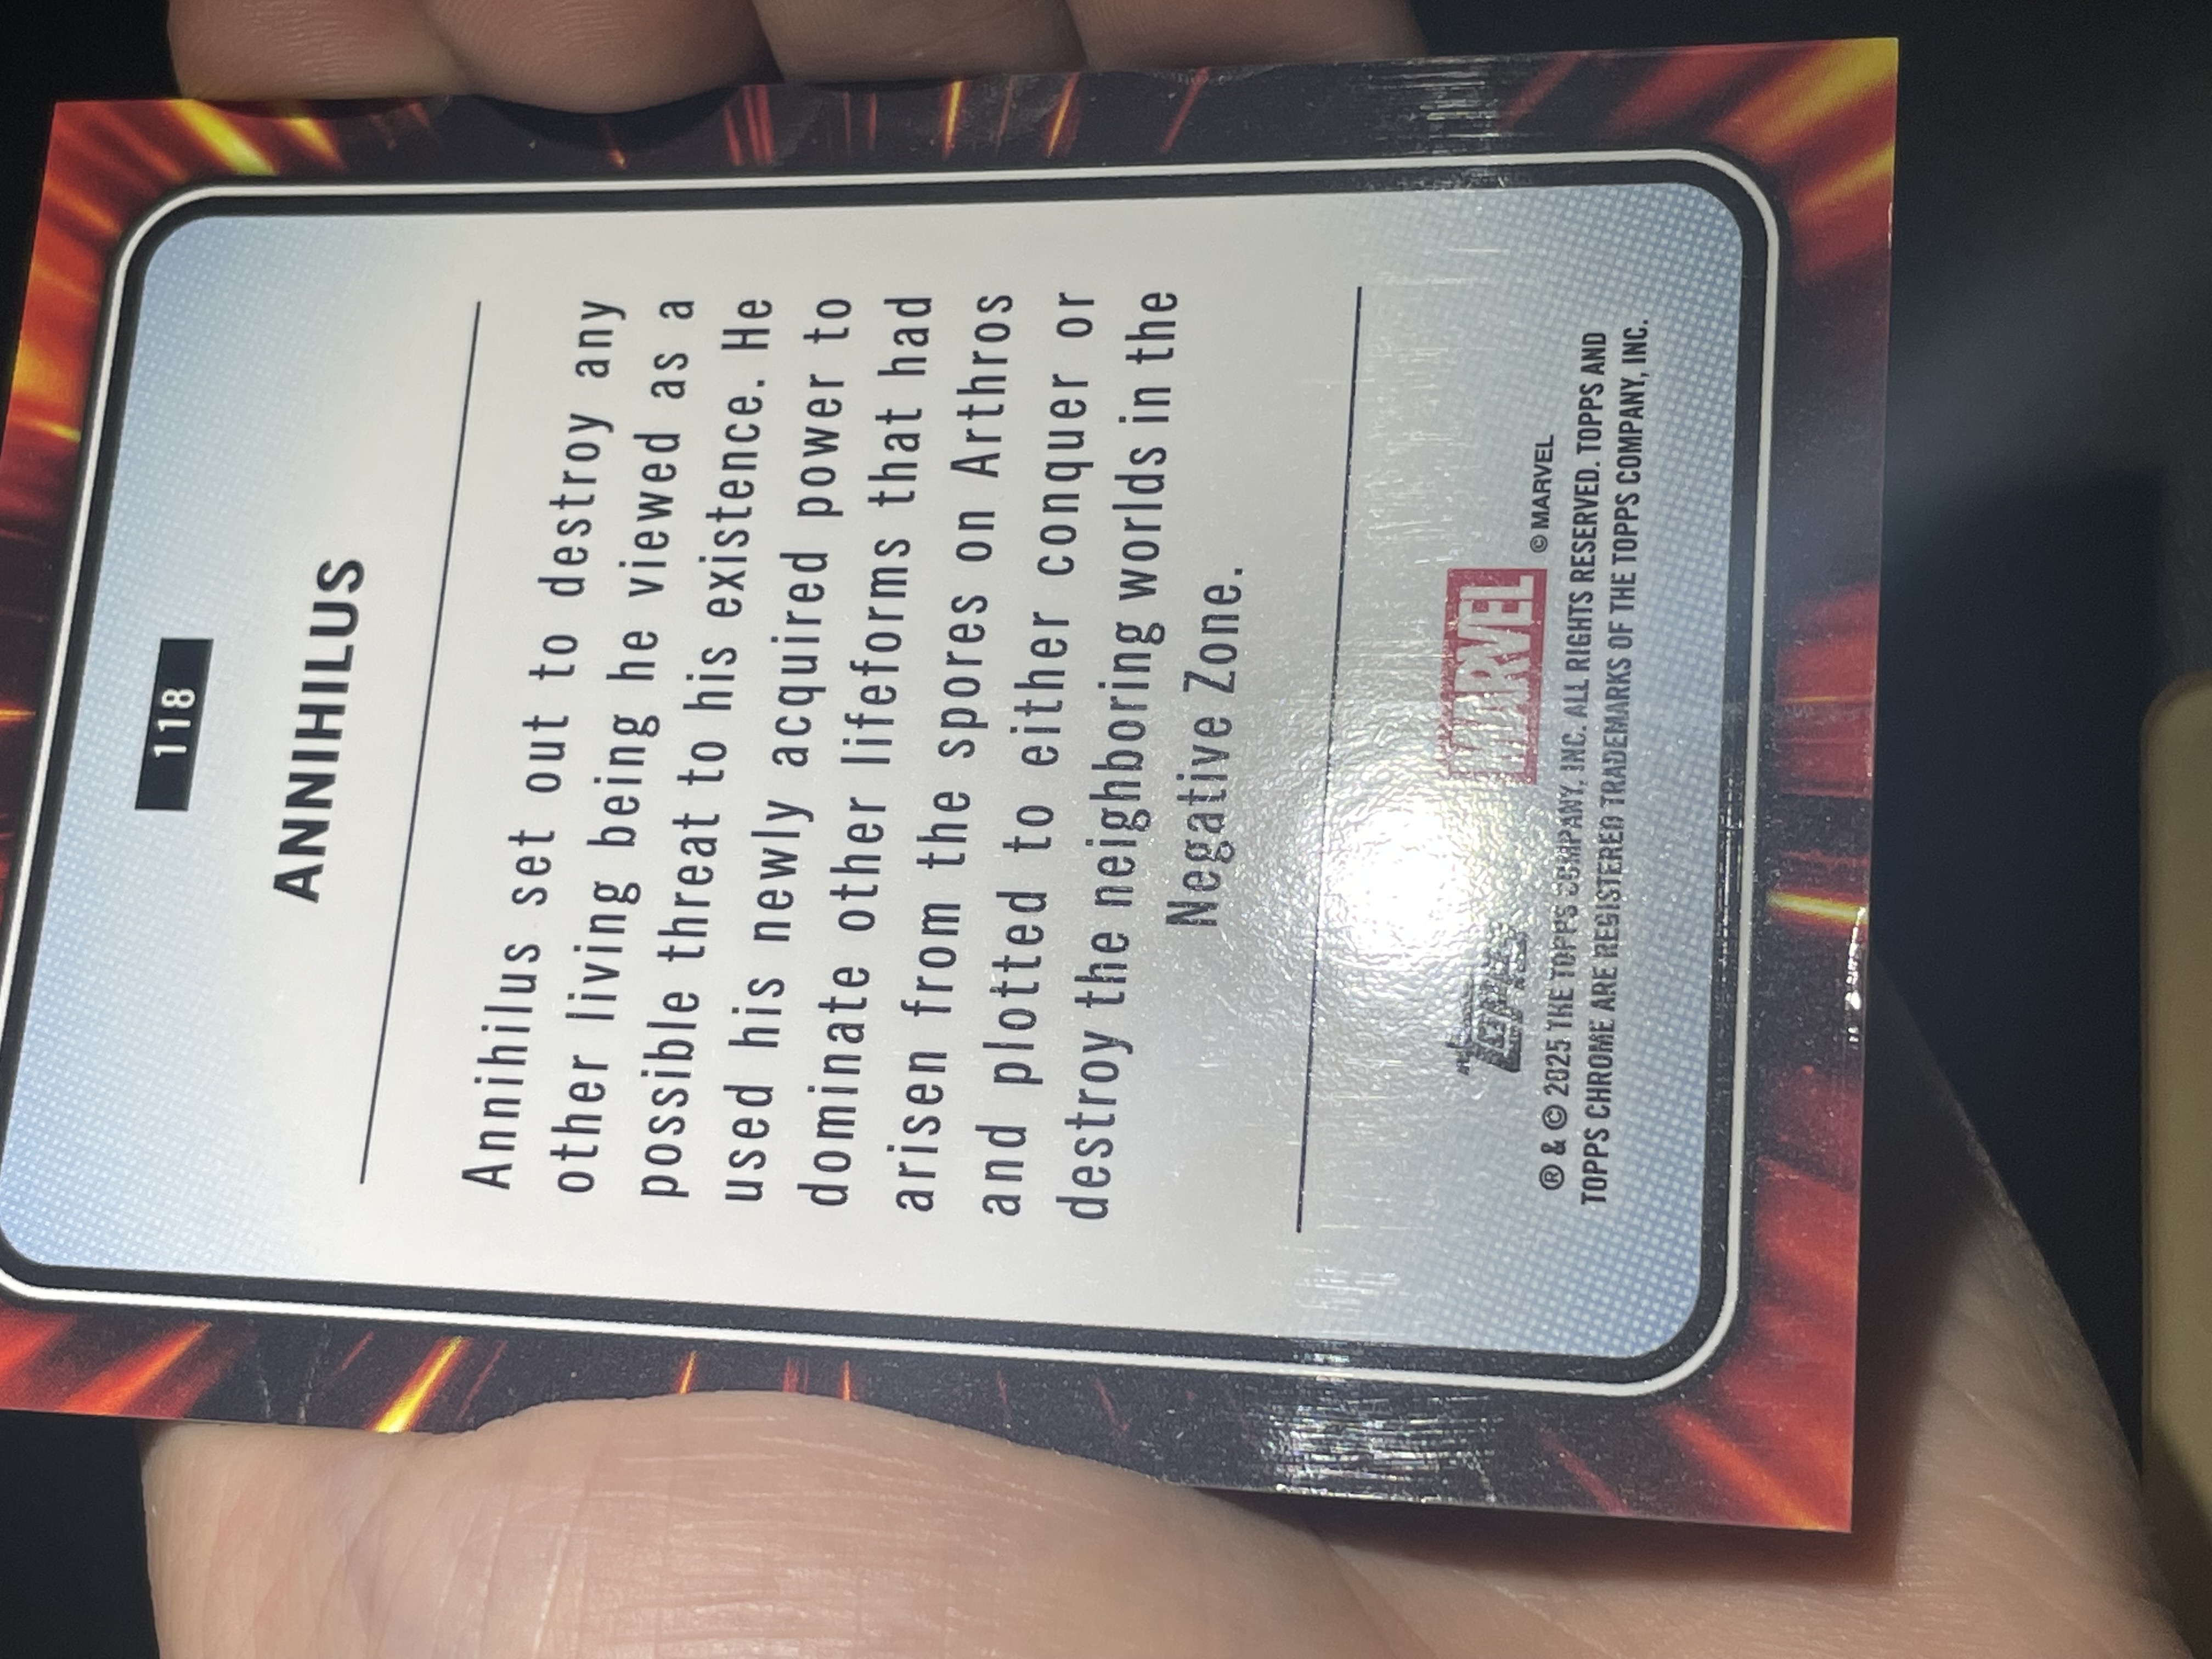 118
ANNIHILUS
Annihilus set out to destroy any
other living being he viewed as a
possible threat to his existence. He
used his newly acquired power to
dominate other lifeforms that had
arisen from the spores on Arthros
and plotted to either conquer or
destroy the neighboring worlds in the
Negative Zone.
TOPPS MARVEL © MARVEL
® & © 2025 THE TOPPS COMPANY, INC. ALL RIGHTS RESERVED. TOPPS AND
TOPPS CHROME ARE REGISTERED TRADEMARKS OF THE TOPPS COMPANY, INC.